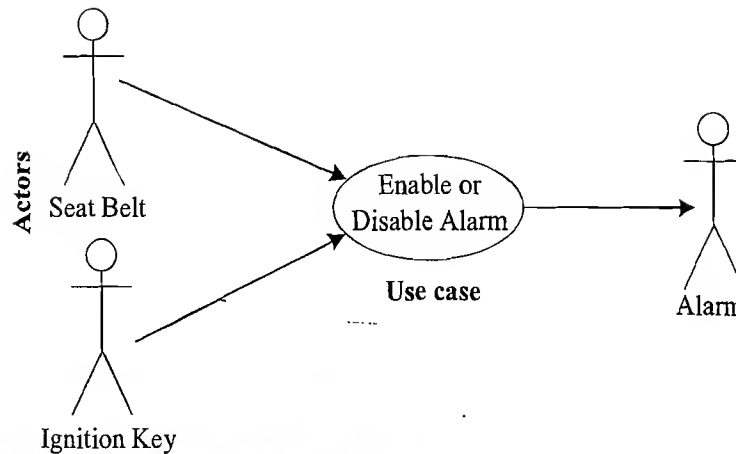 Actors
Seat Belt
Enable or
Disable Alarm
Use case
Alarm
Ignition Key